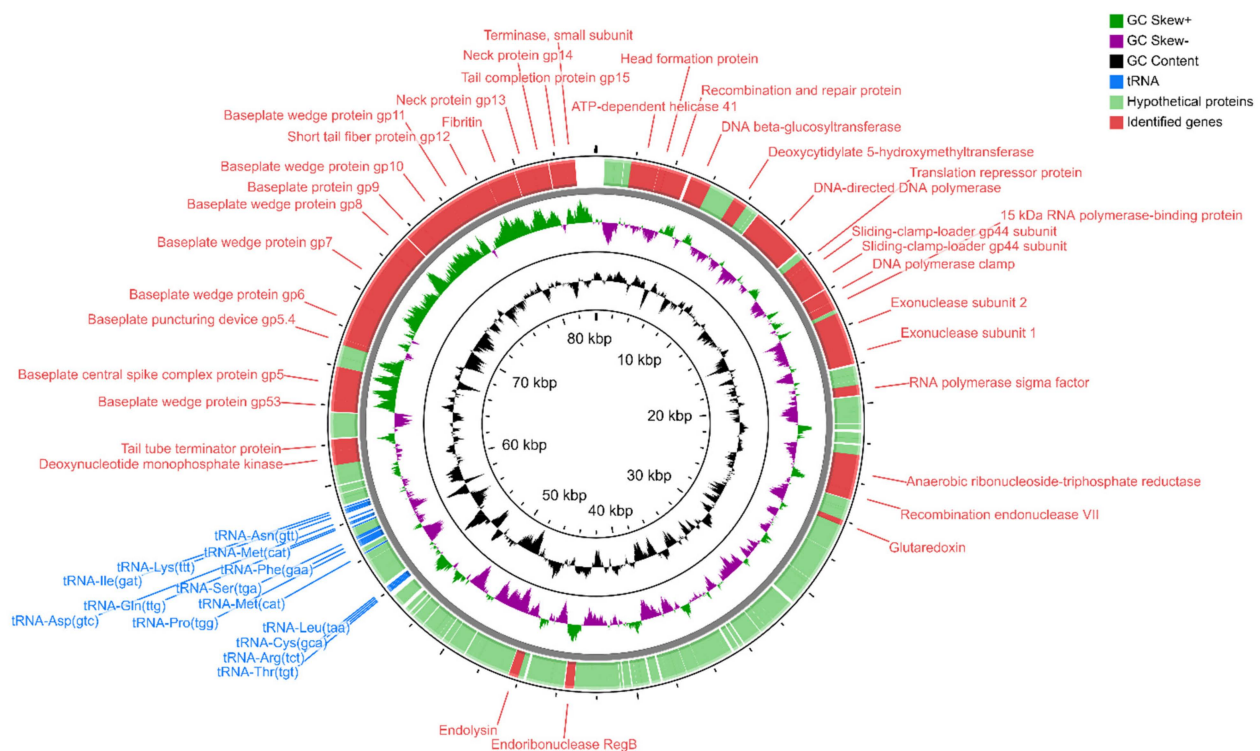 GC Skew+
GC Skew-
GC Content
tRNA
Hypothetical proteins
Identified genes
Terminase, small subunit
Neck protein gp14
Tail completion protein gp15
Neck protein gp13
Baseplate wedge protein gp11
Fibritin
Short tail fiber protein gp12
Baseplate wedge protein gp10
Baseplate protein gp9
Baseplate wedge protein gp8
Baseplate wedge protein gp7
Baseplate wedge protein gp6
Baseplate puncturing device gp5.4
Baseplate central spike complex protein gp5
Baseplate wedge protein gp53
Tail tube terminator protein
Deoxynucleotide monophosphate kinase
Head formation protein
Recombination and repair protein
ATP-dependent helicase 41
DNA beta-glucosyltransferase
Deoxycytidylate 5-hydroxymethyltransferase
Translation repressor protein
DNA-directed DNA polymerase
15 kDa RNA polymerase-binding protein
Sliding-clamp-loader gp44 subunit
Sliding-clamp-loader gp44 subunit
DNA polymerase clamp
Exonuclease subunit 2
Exonuclease subunit 1
RNA polymerase sigma factor
Anaerobic ribonucleoside-triphosphate reductase
Recombination endonuclease VII
Glutaredoxin
80 kbp
10 kbp
70 kbp
20 kbp
60 kbp
30 kbp
50 kbp
40 kbp
tRNA-Asn(gtt)
tRNA-Met(cat)
tRNA-Lys(ttt)
tRNA-Phe(gaa)
tRNA-Ile(gat)
tRNA-Ser(tga)
tRNA-Gln(ttg)
tRNA-Met(cat)
tRNA-Asp(gtc)
tRNA-Pro(tgg)
tRNA-Leu(taa)
tRNA-Cys(gca)
tRNA-Arg(tct)
tRNA-Thr(tgt)
Endolysin
Endoribonuclease RegB